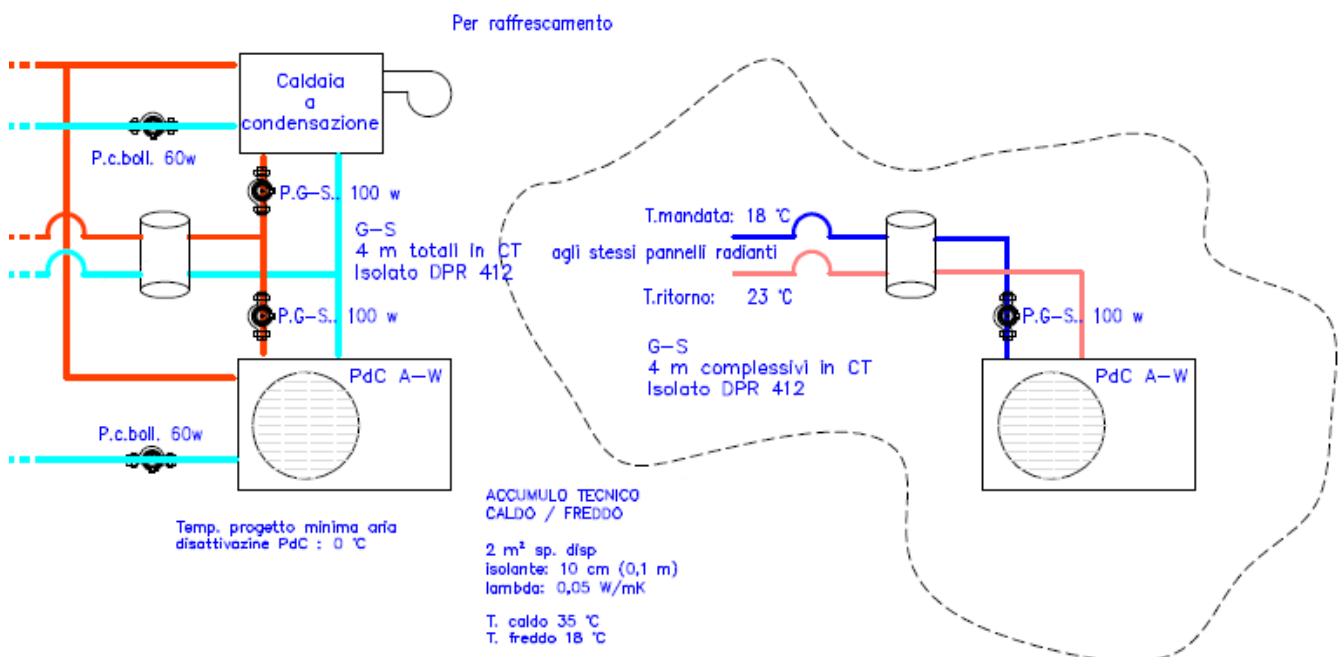 Per raffrescamento
Caldaia
a
condensazione
P.c.boll. 60w
P.G-S.. 100 w
G-S
4 m totali in CT
Isolato DPR 412
P.G-S.. 100 w
PdC A-W
P.c.boll. 60w
Temp. progetto minima aria
disattivazine PdC : 0 °C
ACCUMULO TECNICO
CALDO / FREDDO
2 m² sp. disp
isolante: 10 cm (0,1 m)
lambda: 0,05 W/mK
T. caldo 35 °C
T. freddo 18 °C
T.mandata: 18 °C
agli stessi pannelli radianti
T.ritorno: 23 °C
P.G-S.. 100 w
G-S
4 m complessivi in CT
Isolato DPR 412
PdC A-W